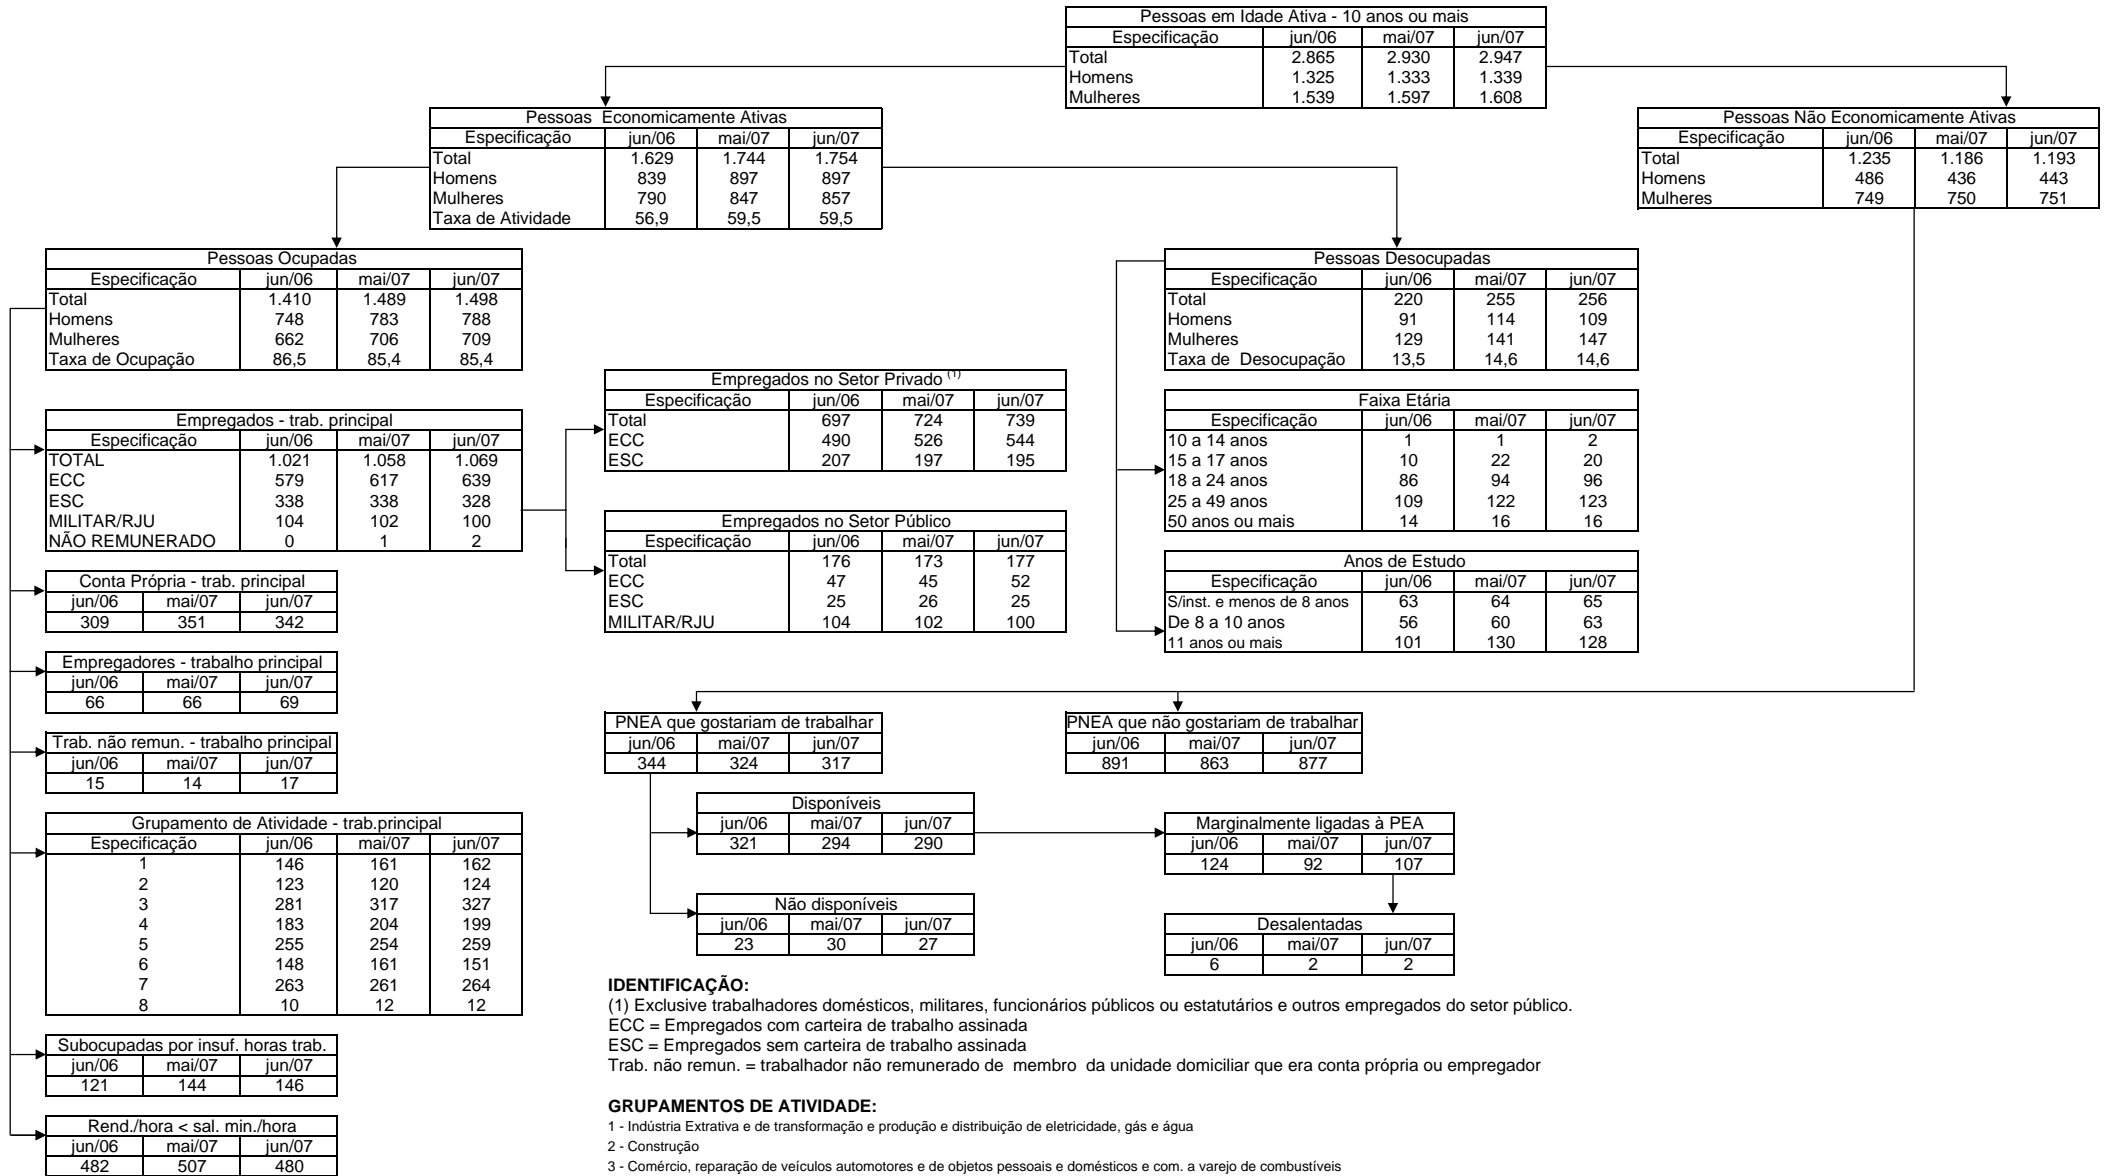 Pessoas em Idade Ativa - 10 anos ou mais
Especificação jun/06 mai/07 jun/07
Total 2.865 2.930 2.947
Homens 1.325 1.333 1.339
Mulheres 1.539 1.597 1.608
Pessoas Economicamente Ativas
Especificação jun/06 mai/07 jun/07
Total 1.629 1.744 1.754
Homens 839 897 897
Mulheres 790 847 857
Taxa de Atividade 56,9 59,5 59,5
Pessoas Não Economicamente Ativas
Especificação jun/06 mai/07 jun/07
Total 1.235 1.186 1.193
Homens 486 436 443
Mulheres 749 750 751
Pessoas Ocupadas
Especificação jun/06 mai/07 jun/07
Total 1.410 1.489 1.498
Homens 748 783 788
Mulheres 662 706 709
Taxa de Ocupação 86,5 85,4 85,4
Pessoas Desocupadas
Especificação jun/06 mai/07 jun/07
Total 220 255 256
Homens 91 114 109
Mulheres 129 141 147
Taxa de Desocupação 13,5 14,6 14,6
Empregados - trab. principal
Especificação jun/06 mai/07 jun/07
TOTAL 1.021 1.058 1.069
ECC 579 617 639
ESC 338 338 328
MILITAR/RJU 104 102 100
NÃO REMUNERADO 0 1 2
Empregados no Setor Privado (1)
Especificação jun/06 mai/07 jun/07
Total 697 724 739
ECC 490 526 544
ESC 207 197 195
Empregados no Setor Público
Especificação jun/06 mai/07 jun/07
Total 176 173 177
ECC 47 45 52
ESC 25 26 25
MILITAR/RJU 104 102 100
Faixa Etária
Especificação jun/06 mai/07 jun/07
10 a 14 anos 1 1 2
15 a 17 anos 10 22 20
18 a 24 anos 86 94 96
25 a 49 anos 109 122 123
50 anos ou mais 14 16 16
Anos de Estudo
Especificação jun/06 mai/07 jun/07
S/inst. e menos de 8 anos 63 64 65
De 8 a 10 anos 56 60 63
11 anos ou mais 101 130 128
Conta Própria - trab. principal
jun/06 mai/07 jun/07
309 351 342
Empregadores - trabalho principal
jun/06 mai/07 jun/07
66 66 69
Trab. não remun. - trabalho principal
jun/06 mai/07 jun/07
15 14 17
Grupamento de Atividade - trab.principal
Especificação jun/06 mai/07 jun/07
1 146 161 162
2 123 120 124
3 281 317 327
4 183 204 199
5 255 254 259
6 148 161 151
7 263 261 264
8 10 12 12
Subocupadas por insuf. horas trab.
jun/06 mai/07 jun/07
121 144 146
Rend./hora < sal. min./hora
jun/06 mai/07 jun/07
482 507 480
PNEA que gostariam de trabalhar
jun/06 mai/07 jun/07
344 324 317
PNEA que não gostariam de trabalhar
jun/06 mai/07 jun/07
891 863 877
Disponíveis
jun/06 mai/07 jun/07
321 294 290
Marginalmente ligadas à PEA
jun/06 mai/07 jun/07
124 92 107
Não disponíveis
jun/06 mai/07 jun/07
23 30 27
Desalentadas
jun/06 mai/07 jun/07
6 2 2
IDENTIFICAÇÃO:
(1) Exclusive trabalhadores domésticos, militares, funcionários públicos ou estatutários e outros empregados do setor público.
ECC = Empregados com carteira de trabalho assinada
ESC = Empregados sem carteira de trabalho assinada
Trab. não remun. = trabalhador não remunerado de membro da unidade domiciliar que era conta própria ou empregador
GRUPAMENTOS DE ATIVIDADE:
1 - Indústria Extrativa e de transformação e produção e distribuição de eletricidade, gás e água
2 - Construção
3 - Comércio, reparação de veículos automotores e de objetos pessoais e domésticos e com. a varejo de combustíveis